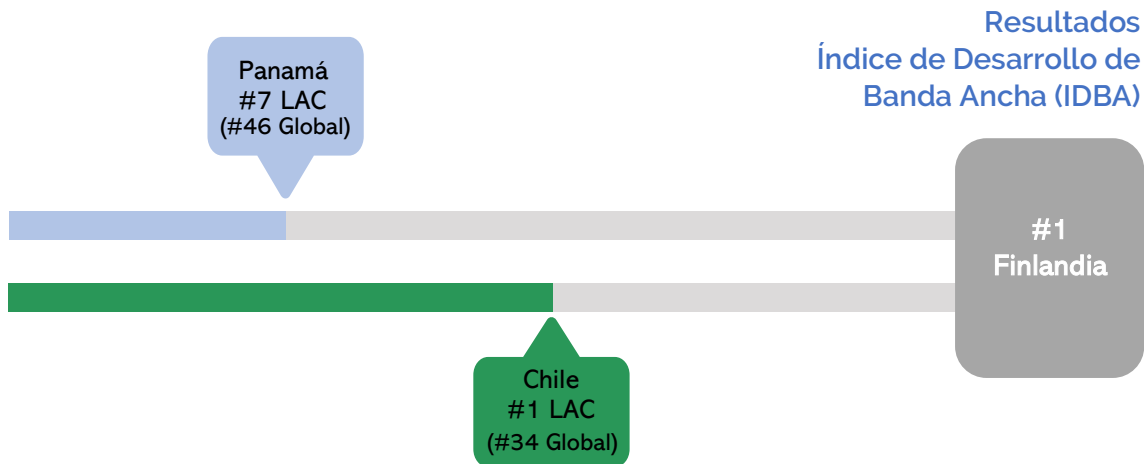 Resultados
Índice de Desarrollo de
Banda Ancha (IDBA)
Panamá
#7 LAC
(#46 Global)
#1
Finlandia
Chile
#1 LAC
(#34 Global)